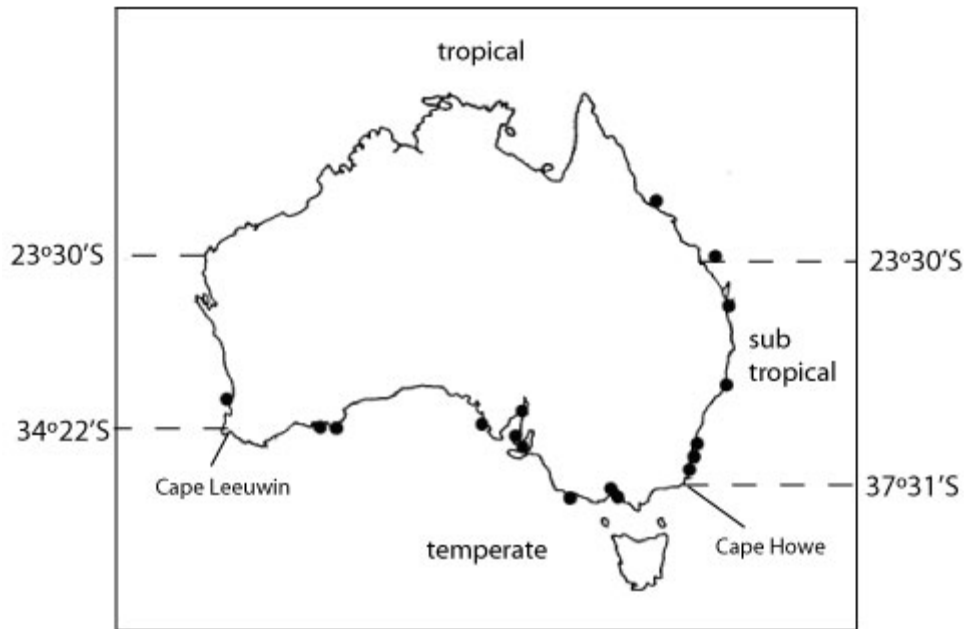 tropical
23º30'S
23º30'S
sub
tropical
34º22'S
Cape Leeuwin
37º31'S
temperate
Cape Howe